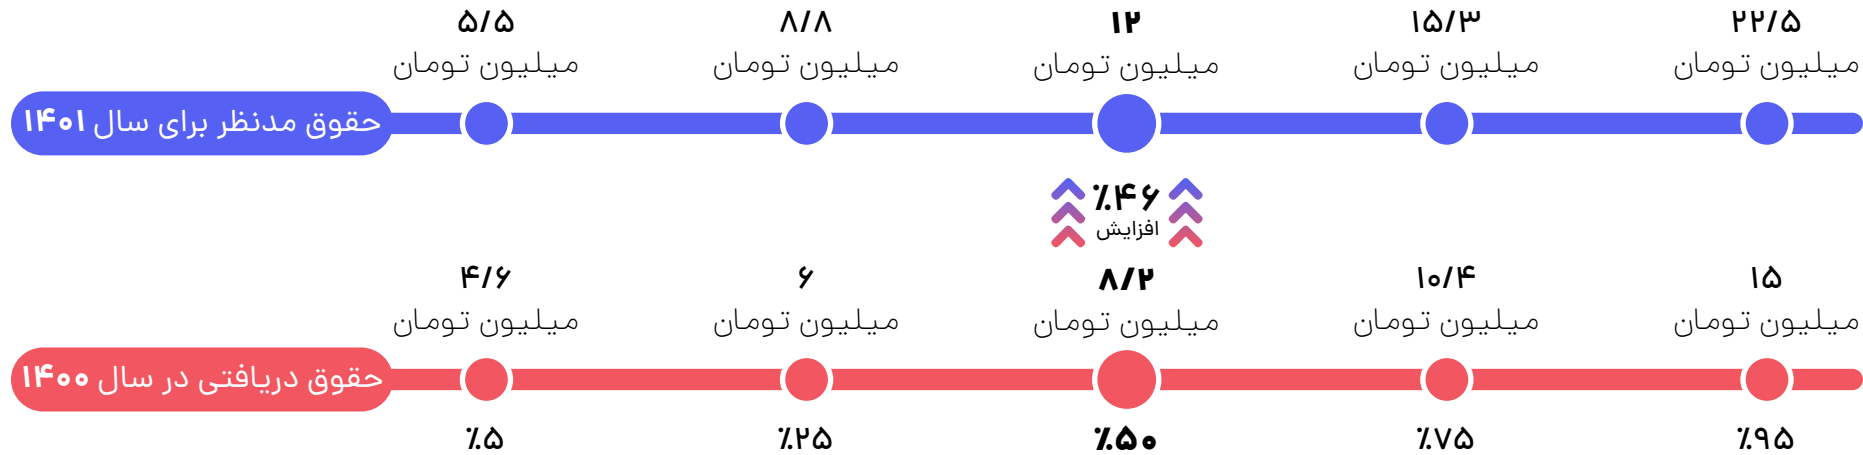 ۵/۵
میلیون تومان
۸/۸
میلیون تومان
۱۲
میلیون تومان
۱۵/۳
میلیون تومان
۲۲/۵
میلیون تومان
حقوق مدنظر برای سال ۱۴۰۱
٪۴۶
افزایش
۴/۶
میلیون تومان
۶
میلیون تومان
۸/۲
میلیون تومان
۱۰/۴
میلیون تومان
۱۵
میلیون تومان
حقوق دریافتی در سال ۱۴۰۰
٪۵
٪۲۵
٪۵۰
٪۷۵
٪۹۵